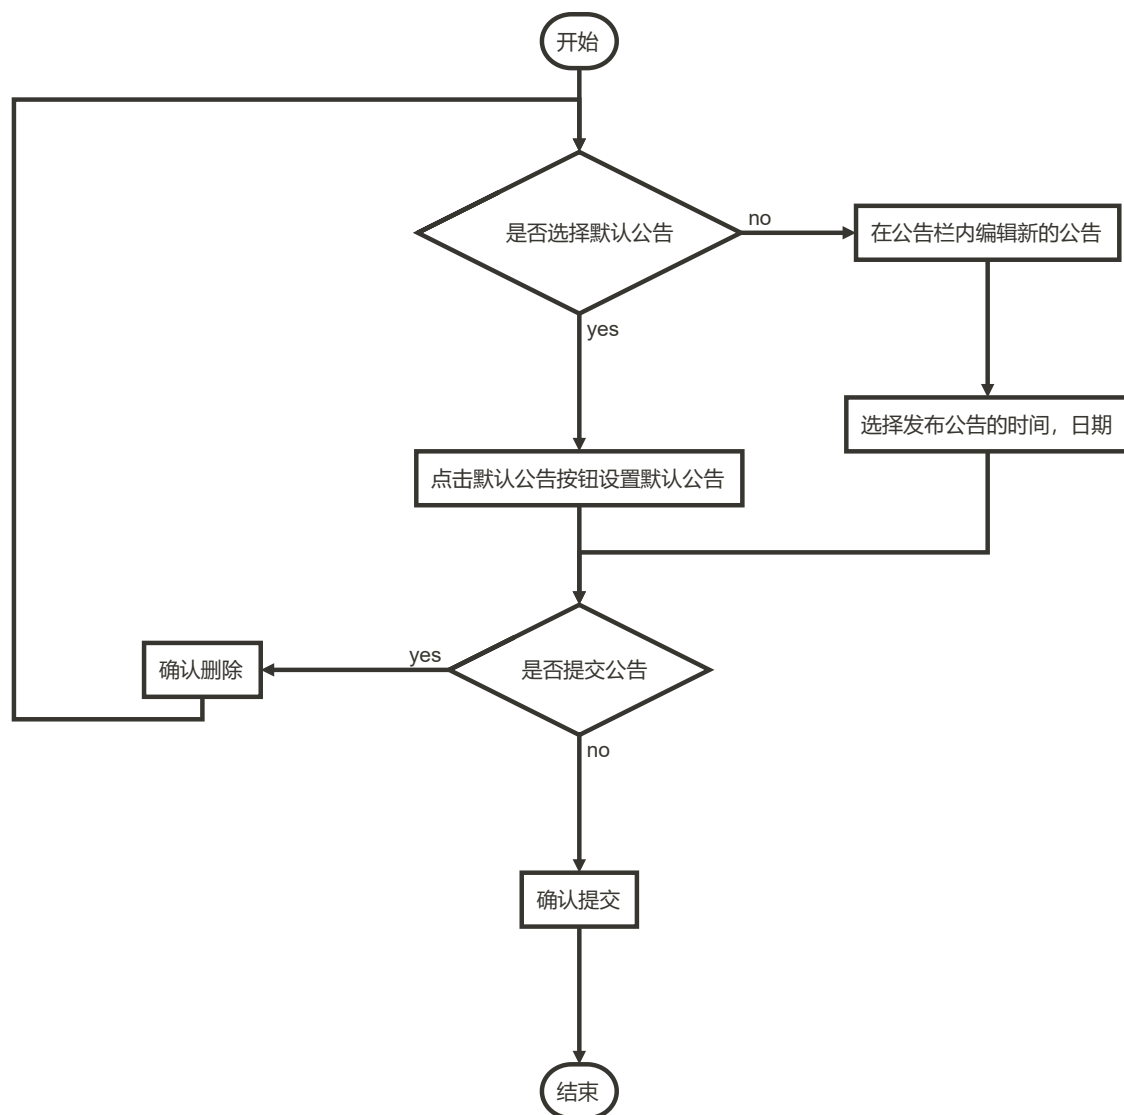 开始
是否选择默认公告
no
在公告栏内编辑新的公告
yes
选择发布公告的时间，日期
点击默认公告按钮设置默认公告
确认删除
yes
是否提交公告
no
确认提交
结束